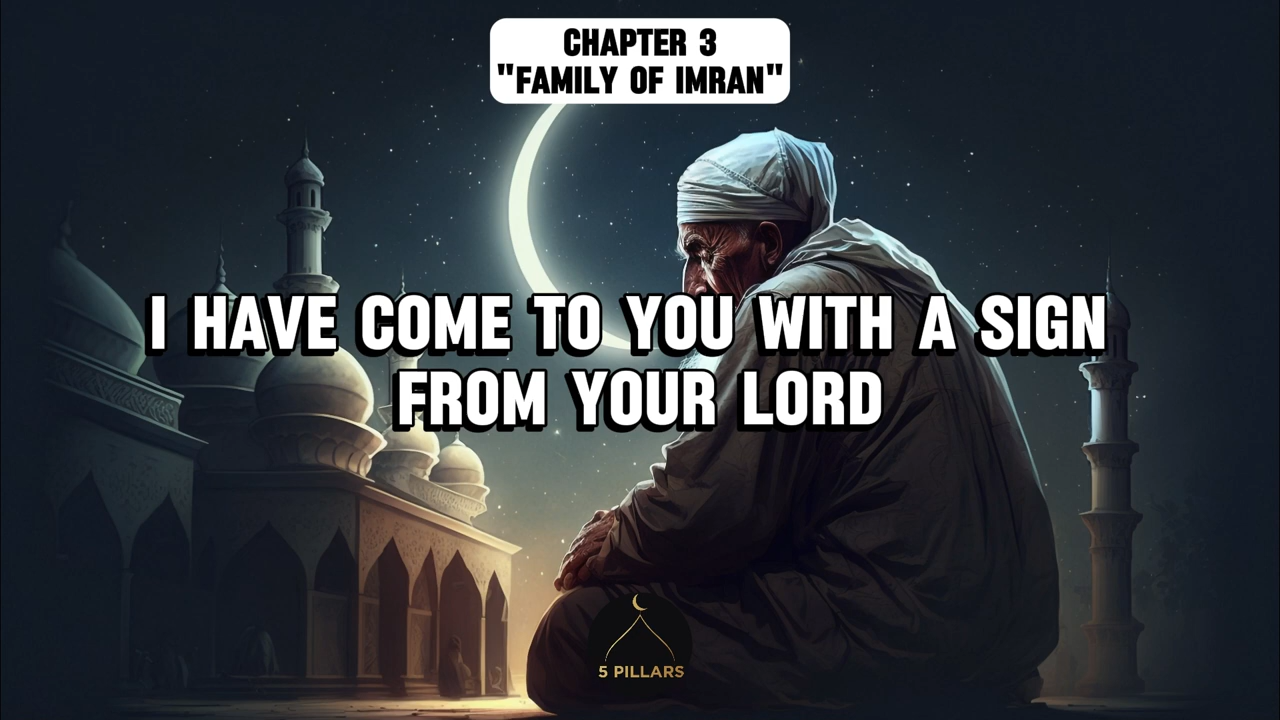 CHAPTER 3
"FAMILY OF IMRAN"
I HAVE COME TO YOU WITH A SIGN
FROM YOUR LORD
5 PILLARS